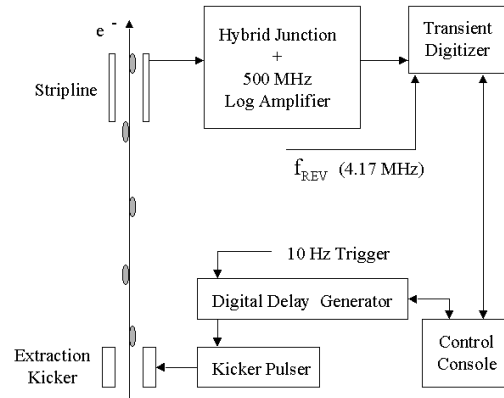 e -
Stripline
Hybrid Junction
+
500 MHz
Log Amplifier
Transient
Digitizer
fREV (4.17 MHz)
10 Hz Trigger
Digital Delay Generator
Extraction
Kicker
Kicker Pulser
Control
Console